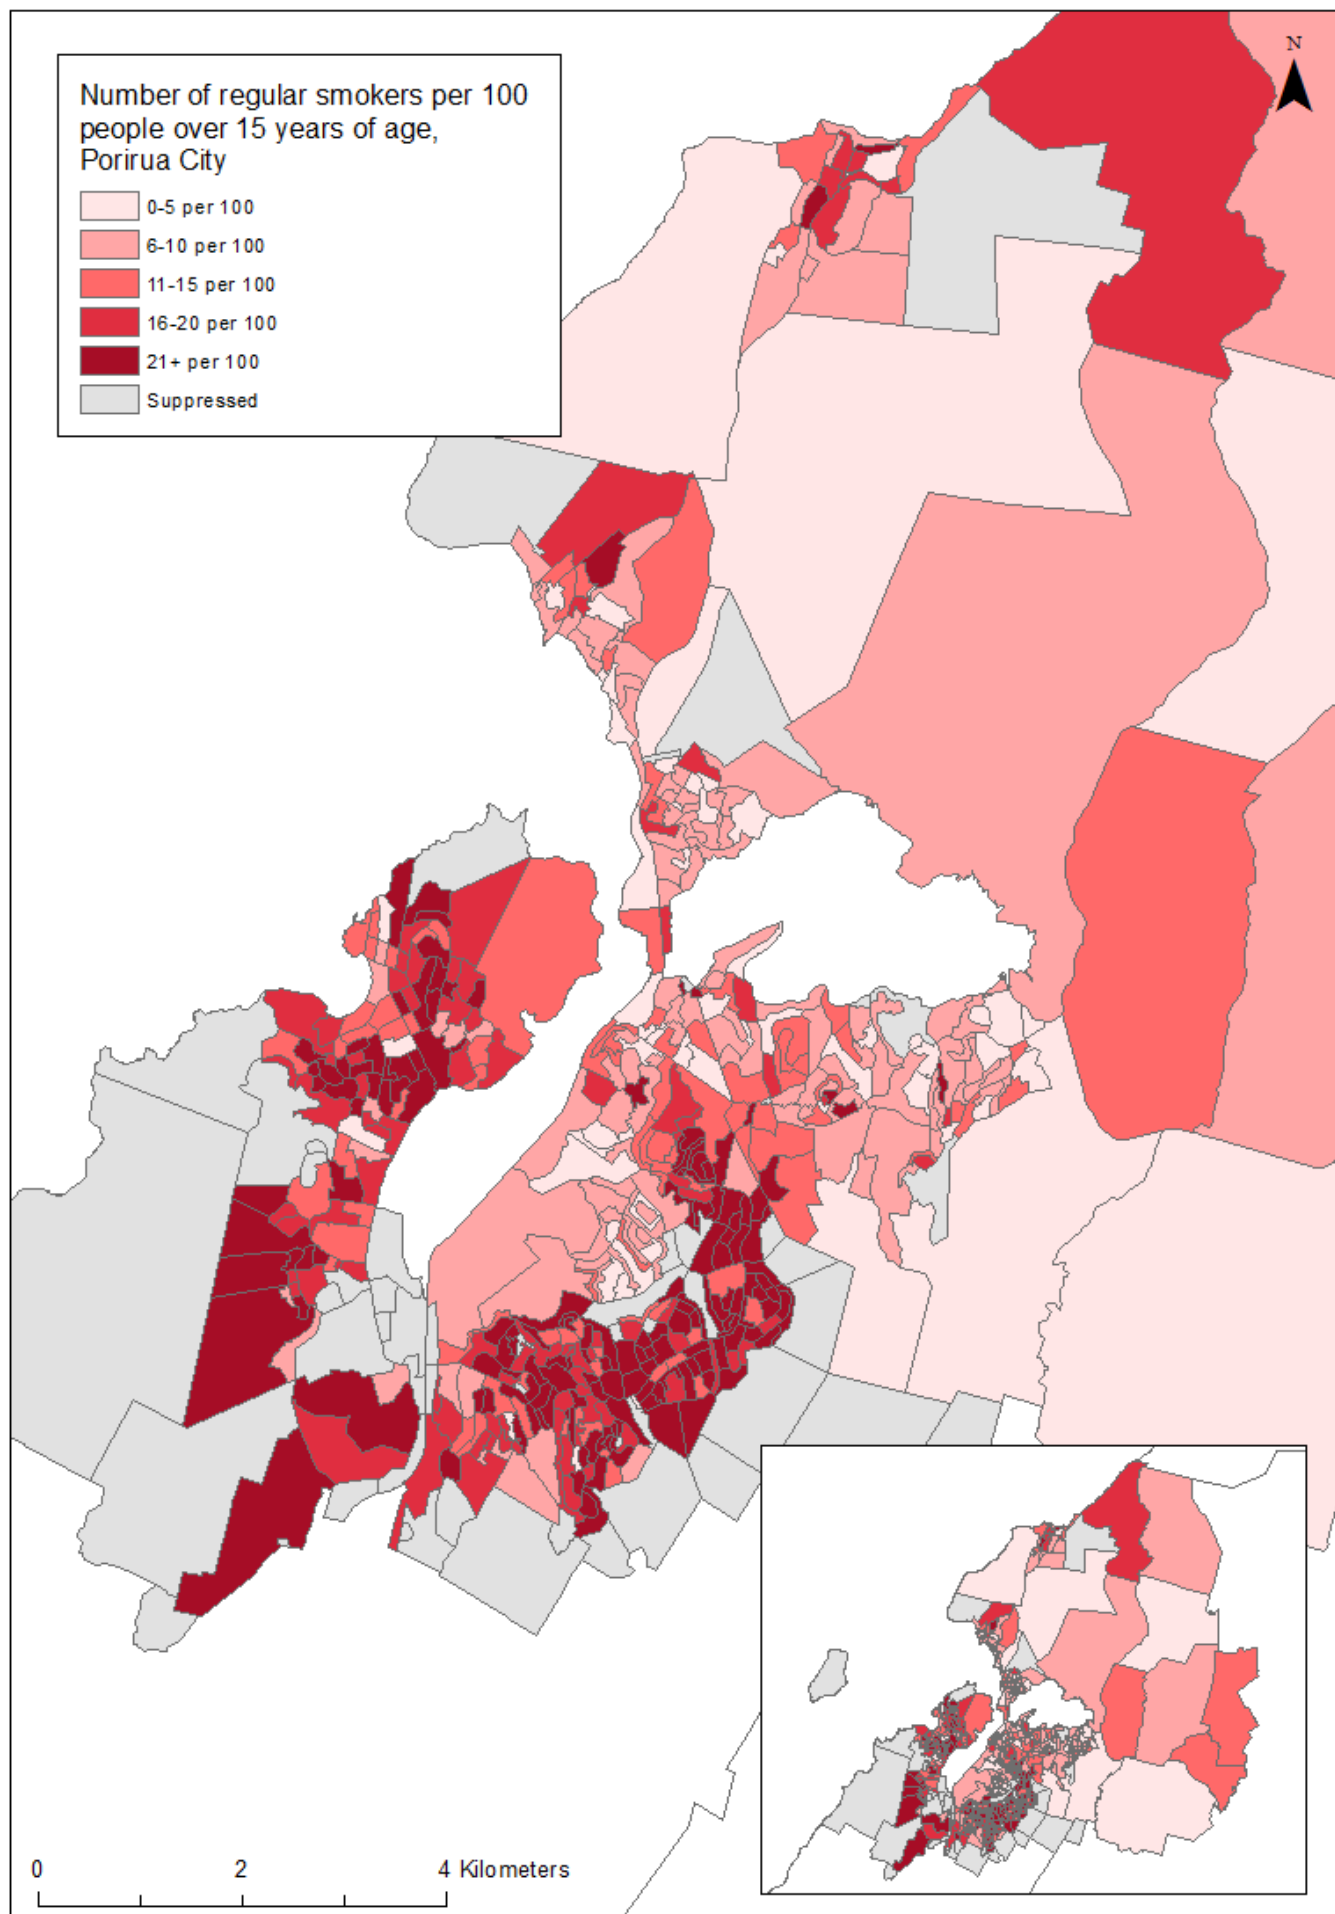 N
Number of regular smokers per 100
people over 15 years of age,
Porirua City
0-5 per 100
6-10 per 100
11-15 per 100
16-20 per 100
21+ per 100
Suppressed
0 2 4 Kilometers